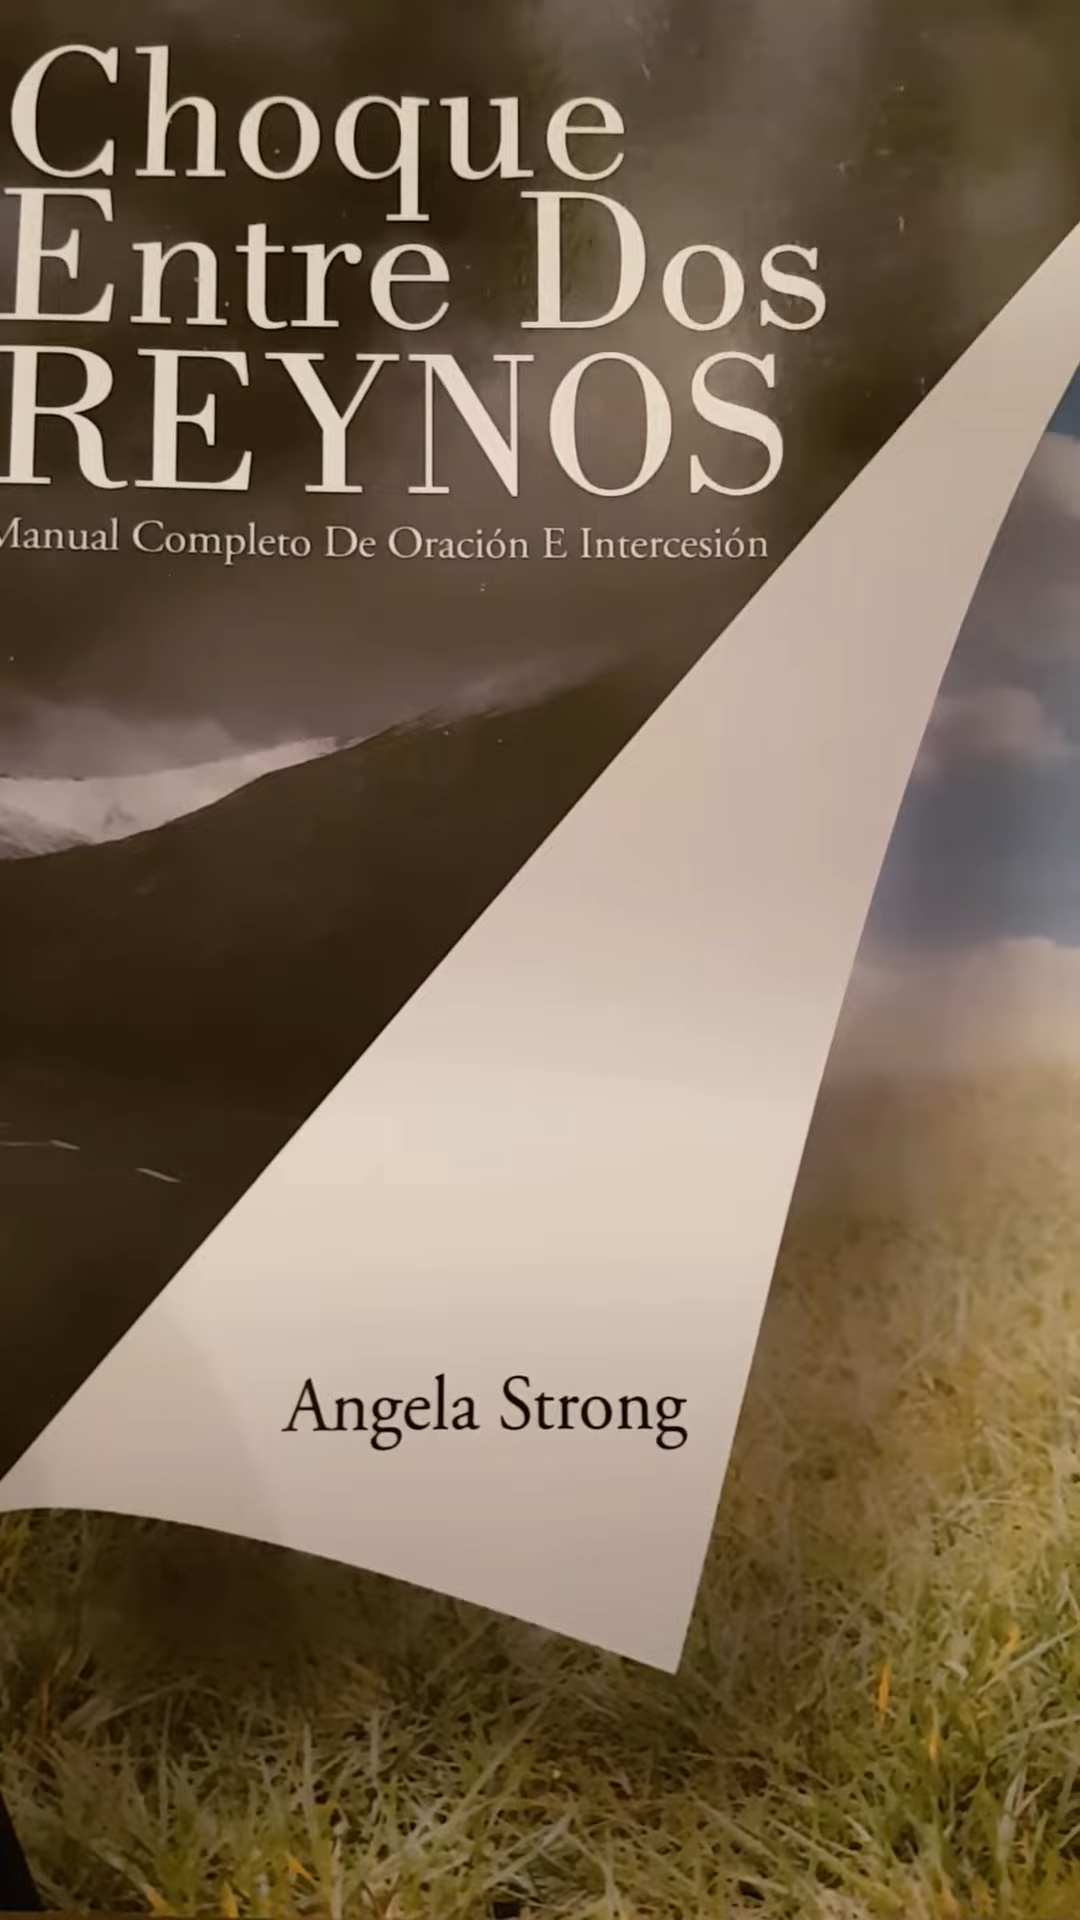 Choque
Entre Dos
REYNOS
Manual Completo De Oración E Intercesión
Angela Strong